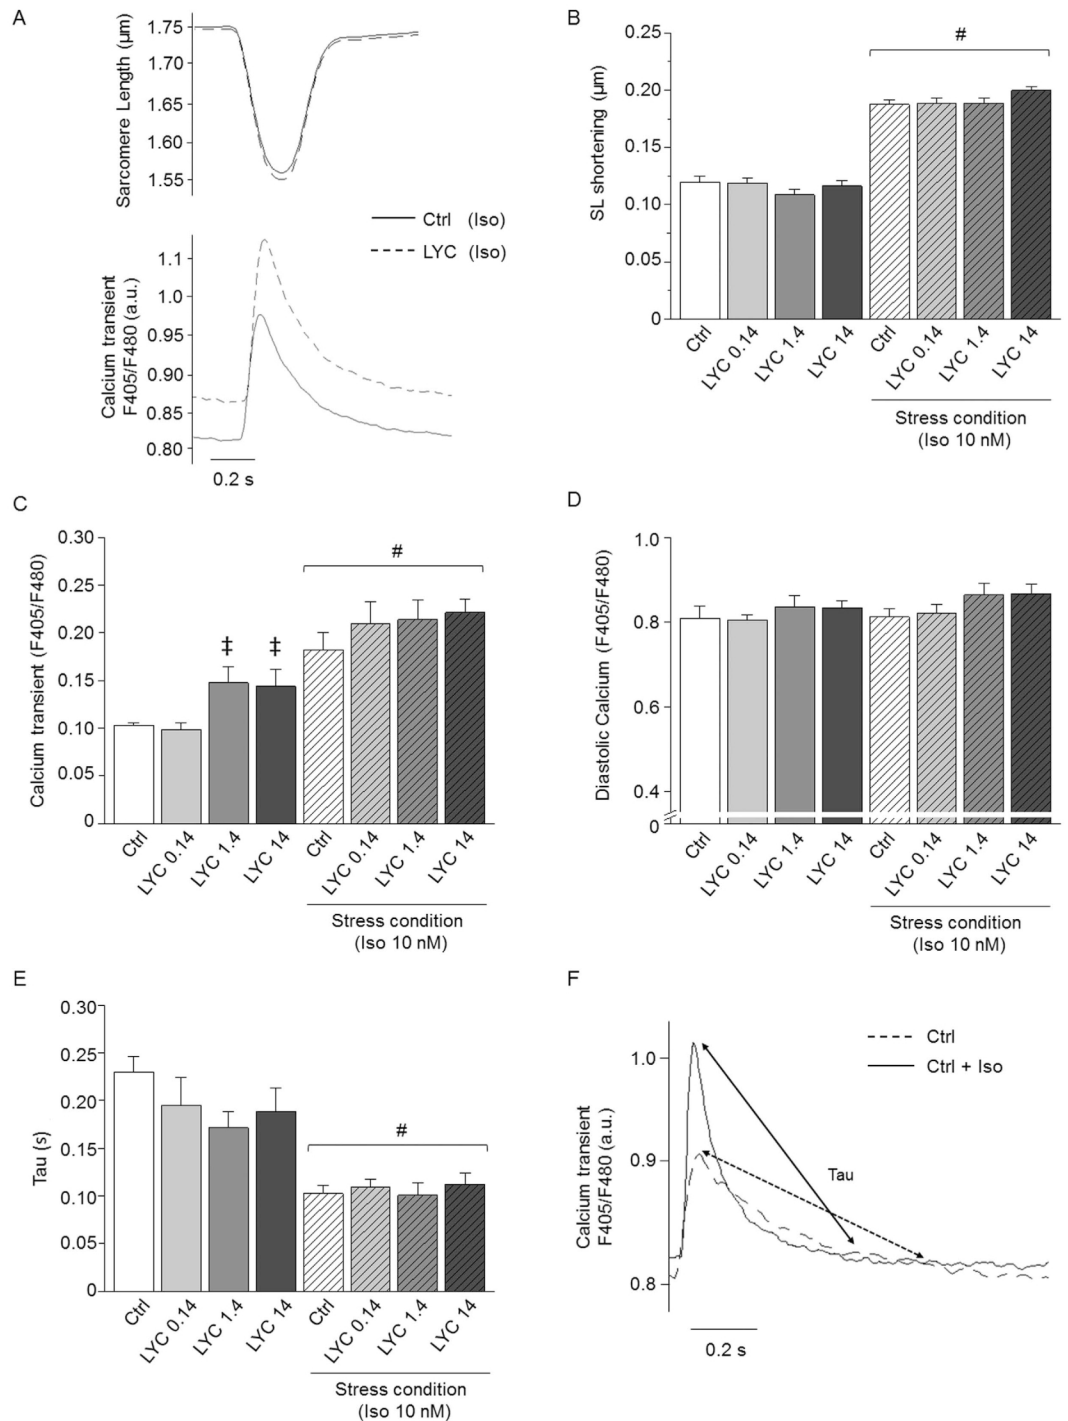 A
Sarcomere Length (µm)
1.75
1.70
1.65
1.60
1.55
Ctrl (Iso)
LYC (Iso)
Calcium transient
F405/F480 (a.u.)
1.1
1.0
0.95
0.90
0.85
0.80
0.2 s
B
SL shortening (µm)
0.25
0.20
0.15
0.10
0.05
0
#
Ctrl
LYC 0.14
LYC 1.4
LYC 14
Ctrl
LYC 0.14
LYC 1.4
LYC 14
Stress condition
(Iso 10 nM)
C
Calcium transient (F405/F480)
0.30
0.25
0.20
0.15
0.10
0.05
0
‡
‡
#
Ctrl
LYC 0.14
LYC 1.4
LYC 14
Ctrl
LYC 0.14
LYC 1.4
LYC 14
Stress condition
(Iso 10 nM)
D
Diastolic Calcium (F405/F480)
1.0
0.8
0.6
0.4
0
Ctrl
LYC 0.14
LYC 1.4
LYC 14
Ctrl
LYC 0.14
LYC 1.4
LYC 14
Stress condition
(Iso 10 nM)
E
Tau (s)
0.30
0.25
0.20
0.15
0.10
0.05
0
#
Ctrl
LYC 0.14
LYC 1.4
LYC 14
Ctrl
LYC 0.14
LYC 1.4
LYC 14
Stress condition
(Iso 10 nM)
F
Calcium transient
F405/F480 (a.u.)
1.0
0.9
0.8
Ctrl
Ctrl + Iso
Tau
0.2 s